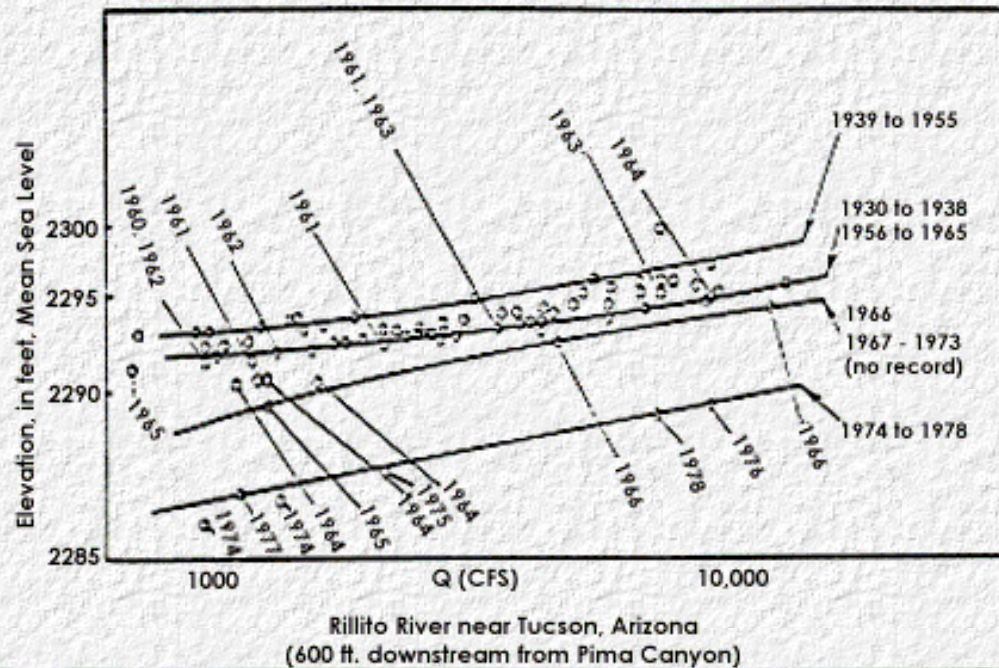 1961, 1963
1963
1964
1939 to 1955
1960, 1962
1961
1962
1961
2300
1930 to 1938
1956 to 1965
2295
1966
1967 - 1973
(no record)
2290
1965
1974 to 1978
1974
1977
1974
1964
1965
1964
1975
1964
1966
1978
1976
1966
2285
1000
Q (CFS)
10,000
Elevation, in feet, Mean Sea Level
Rillito River near Tucson, Arizona
(600 ft. downstream from Pima Canyon)